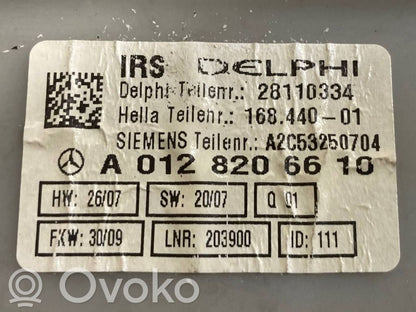 IRS DELPHI
Delphi Teilenr.: 28110334
Hella Teilenr.: 168.440-01
SIEMENS Teilenr.: A2C53250704
A 012 820 66 10
HW: 26/07 SW: 20/07 Q 01
FKW: 30/09 LNR: 203900 ID: 111
Ovoko